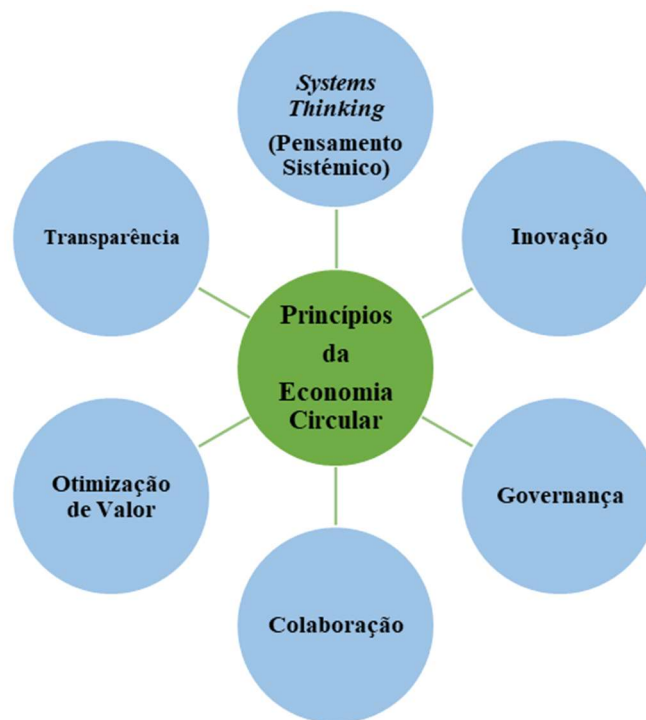 Systems
Thinking
(Pensamento
Sistémico)
Transparência
Inovação
Princípios
da
Economia
Circular
Otimização
de Valor
Governança
Colaboração